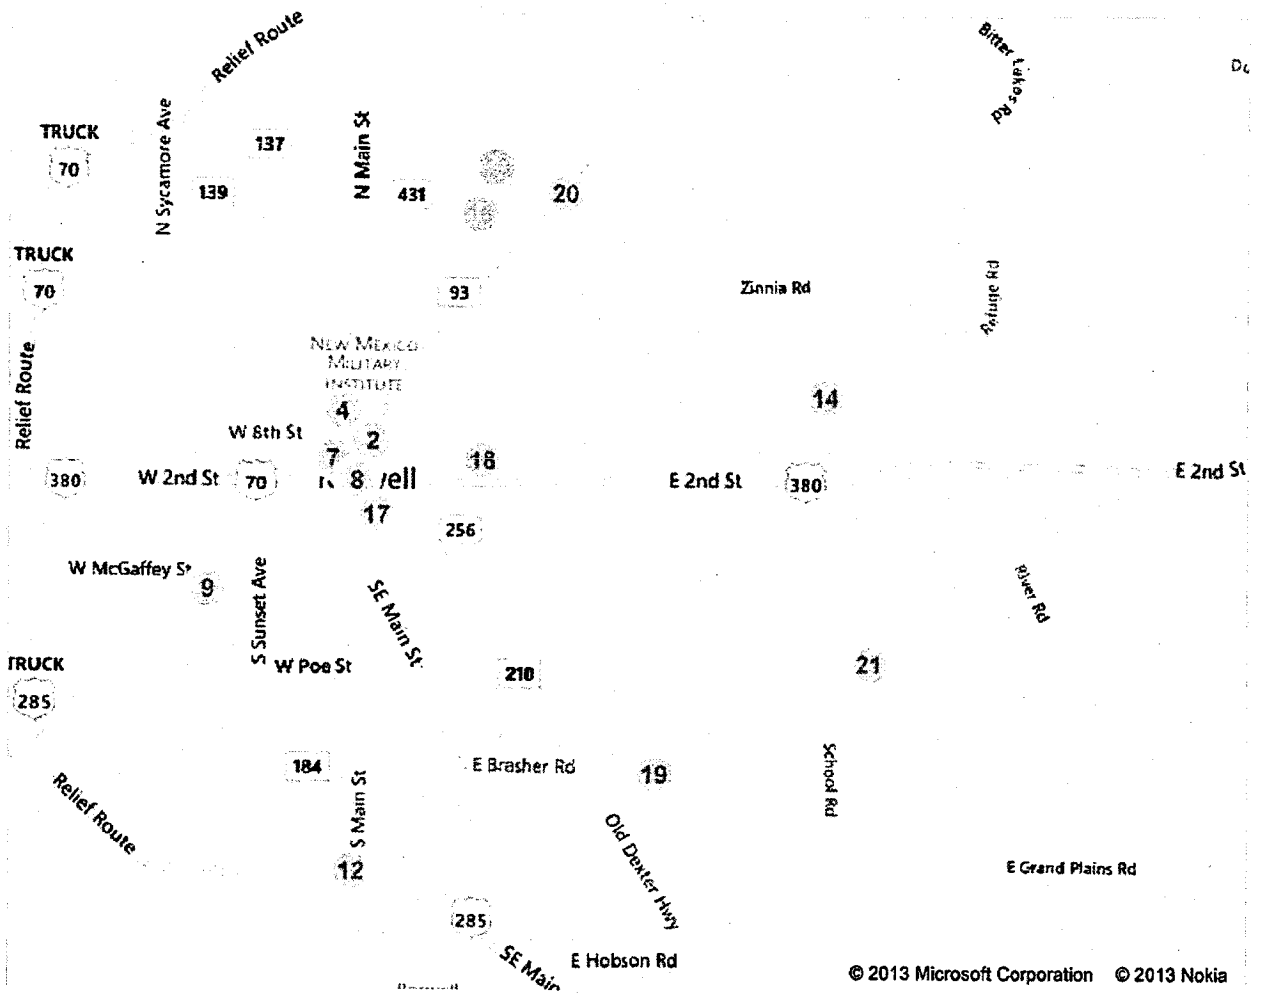 Relief Route
Bitter Lakes Rd
TRUCK
70
N Sycamore Ave
137
N Main St
139
431
20
TRUCK
70
93
Zinnia Rd
Refuge Rd
Relief Route
NEW MEXICO
MILITARY
INSTITUTE
4
14
W 8th St
2
7
18
380
W 2nd St
70
8
well
E 2nd St
380
E 2nd St
17
256
W McGaffey St
9
S Sunset Ave
SE Main St
River Rd
TRUCK
285
W Poe St
210
21
184
S Main St
E Brasher Rd
19
School Rd
Relief Route
12
Old Dexter Hwy
E Grand Plains Rd
285
SE Main
E Hobson Rd
© 2013 Microsoft Corporation © 2013 Nokia